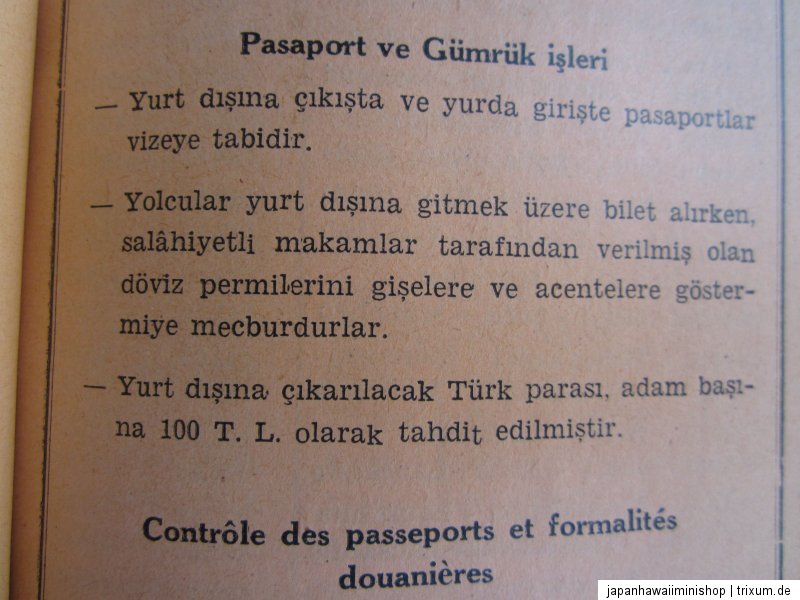 Pasaport ve Gümrük işleri
— Yurt dışına çıkışta ve yurda girişte pasaportlar
vizeye tabidir.
— Yolcular yurt dışına gitmek üzere bilet alırken,
salâhiyetli makamlar tarafından verilmiş olan
döviz permilerini gişelere ve acentelere göster-
miye mecburdurlar.
— Yurt dışına çıkarılacak Türk parası, adam başı-
na 100 T. L. olarak tahdit edilmiştir.
Contrôle des passeports et formalités
douanières
japanhawaiiminishop | trixum.de